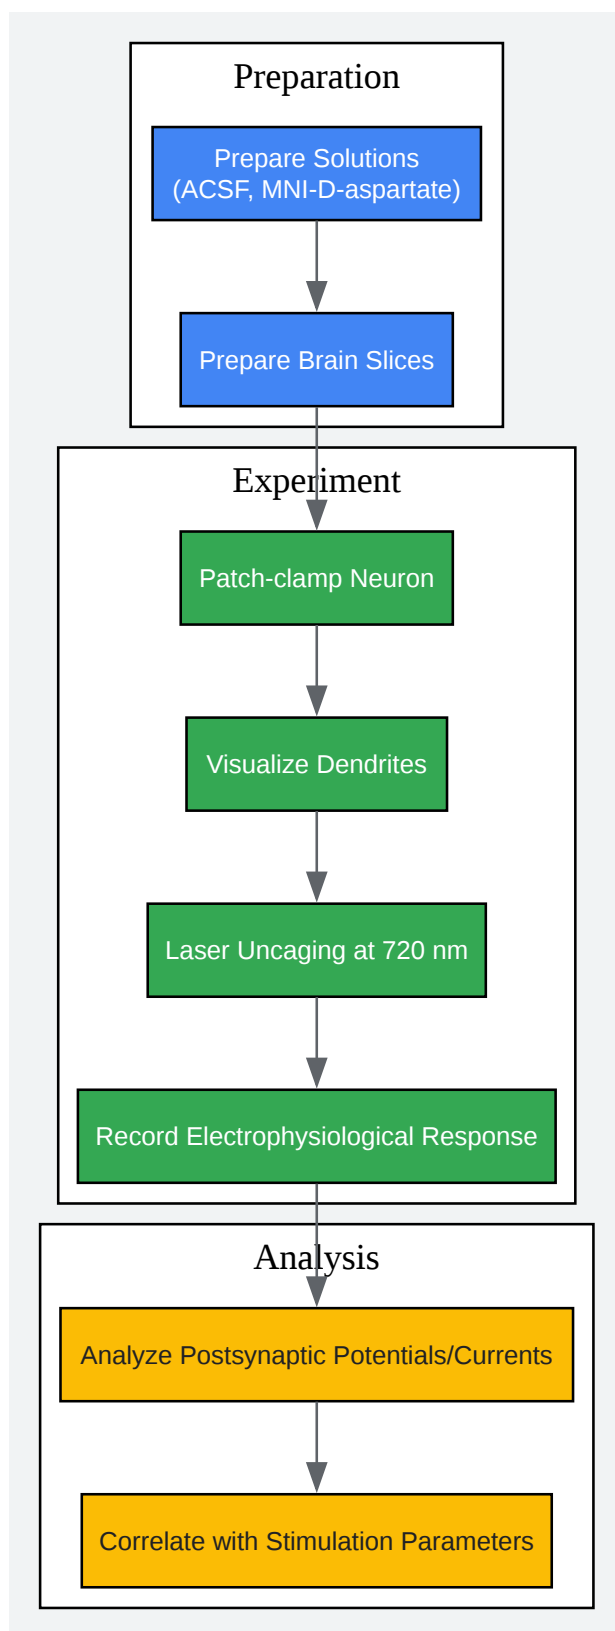 Preparation
Prepare Solutions
(ACSF, MNI-D-aspartate)
Prepare Brain Slices
Experiment
Patch-clamp Neuron
Visualize Dendrites
Laser Uncaging at 720 nm
Record Electrophysiological Response
Analysis
Analyze Postsynaptic Potentials/Currents
Correlate with Stimulation Parameters